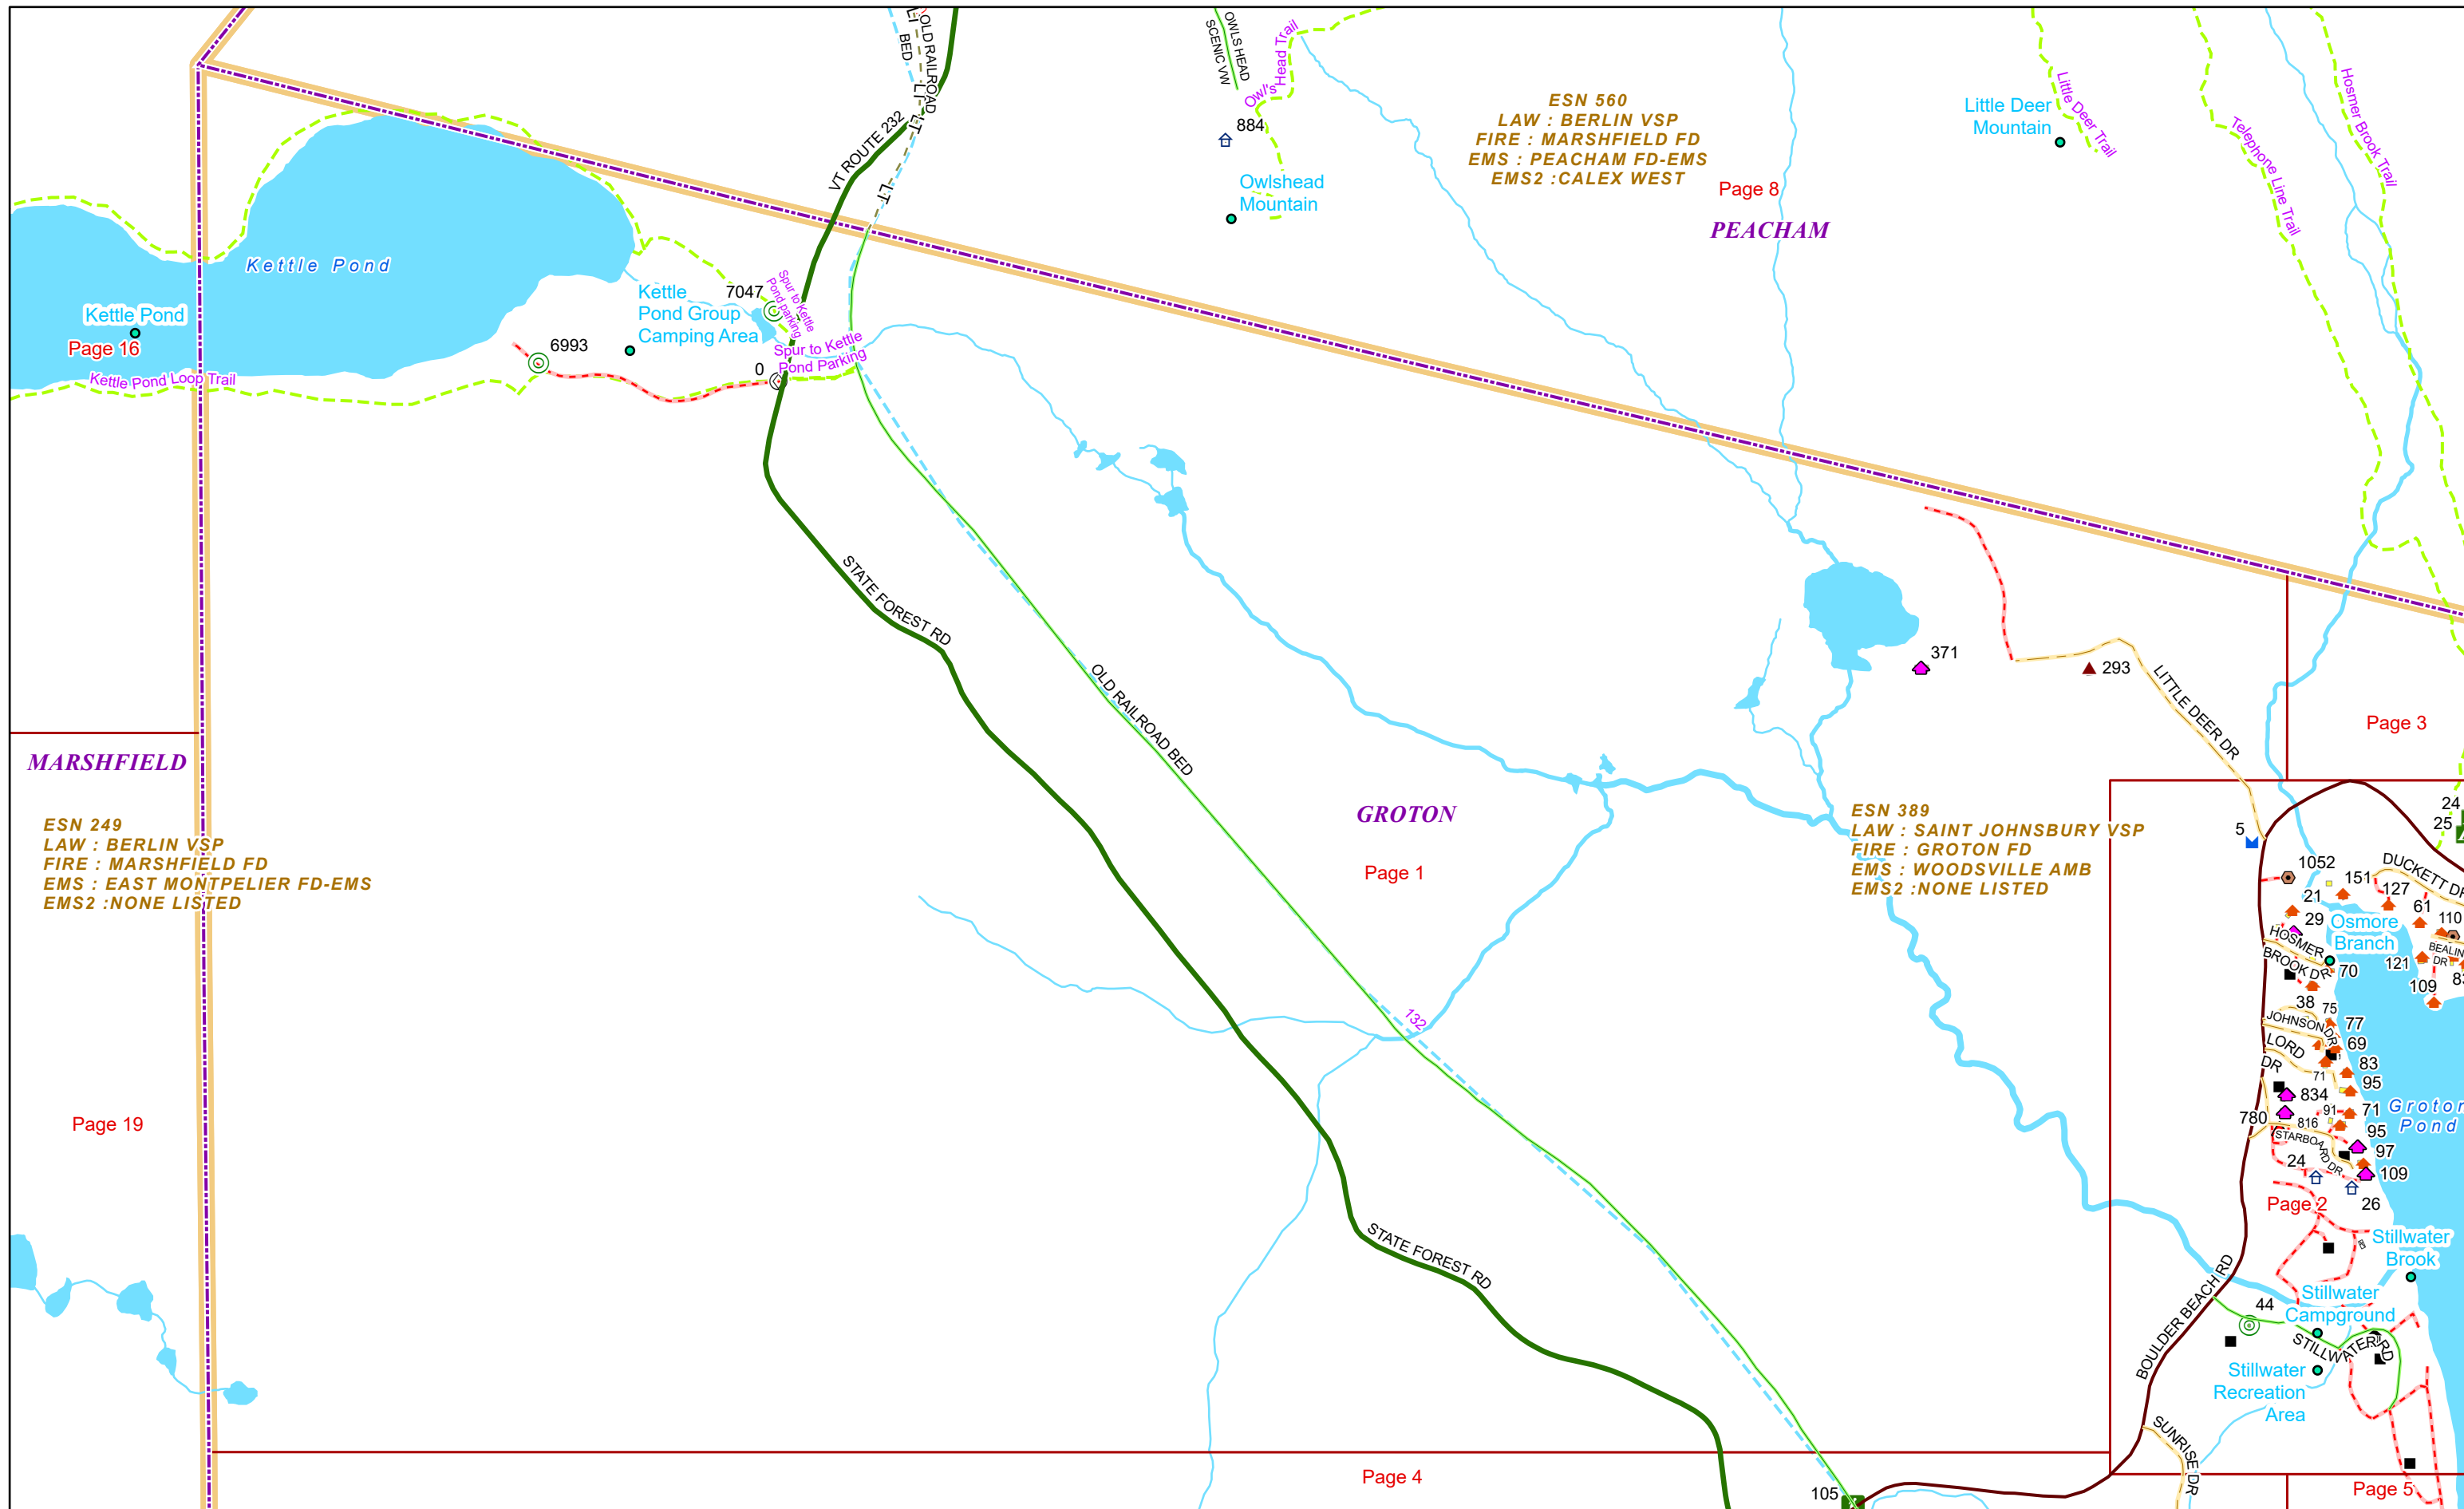 LT
BED
OLD RAILROAD
LT
LT
LT
VT ROUTE 232
OWLS HEAD
SCENIC VW
Owl's Head Trail
884
Owlshead
Mountain
ESN 560
LAW : BERLIN VSP
FIRE : MARSHFIELD FD
EMS : PEACHAM FD-EMS
EMS2 :CALEX WEST
Page 8
PEACHAM
Little Deer
Mountain
Little Deer Trail
Telephone Line Trail
Hosmer Brook Trail
Kettle Pond
Kettle Pond
Page 16
Kettle Pond Loop Trail
6993
Kettle
Pond Group
Camping Area
7047
Spur to Kettle
Pond parking
0
Spur to Kettle
Pond Parking
STATE FOREST RD
OLD RAILROAD BED
371
293
LITTLE DEER DR
Page 3
MARSHFIELD
ESN 249
LAW : BERLIN VSP
FIRE : MARSHFIELD FD
EMS : EAST MONTPELIER FD-EMS
EMS2 :NONE LISTED
GROTON
Page 1
ESN 389
LAW : SAINT JOHNSBURY VSP
FIRE : GROTON FD
EMS : WOODSVILLE AMB
EMS2 :NONE LISTED
24
25
5
1052
151
127
DUCKETT DR
21
29
61
110
Osmore
Branch
HOSMER
BROOK DR
70
121
BEALIN
DR
83
109
38
75
JOHNSON DR
77
69
LORD
DR
71
83
95
834
780
816
91
71
95
STARBOARD DR
97
24
109
26
Groton
Pond
132
Page 19
Page 2
Stillwater
Brook
STATE FOREST RD
BOULDER BEACH RD
44
Stillwater
Campground
STILLWATER RD
Stillwater
Recreation
Area
SUNRISE DR
Page 4
105
Page 5